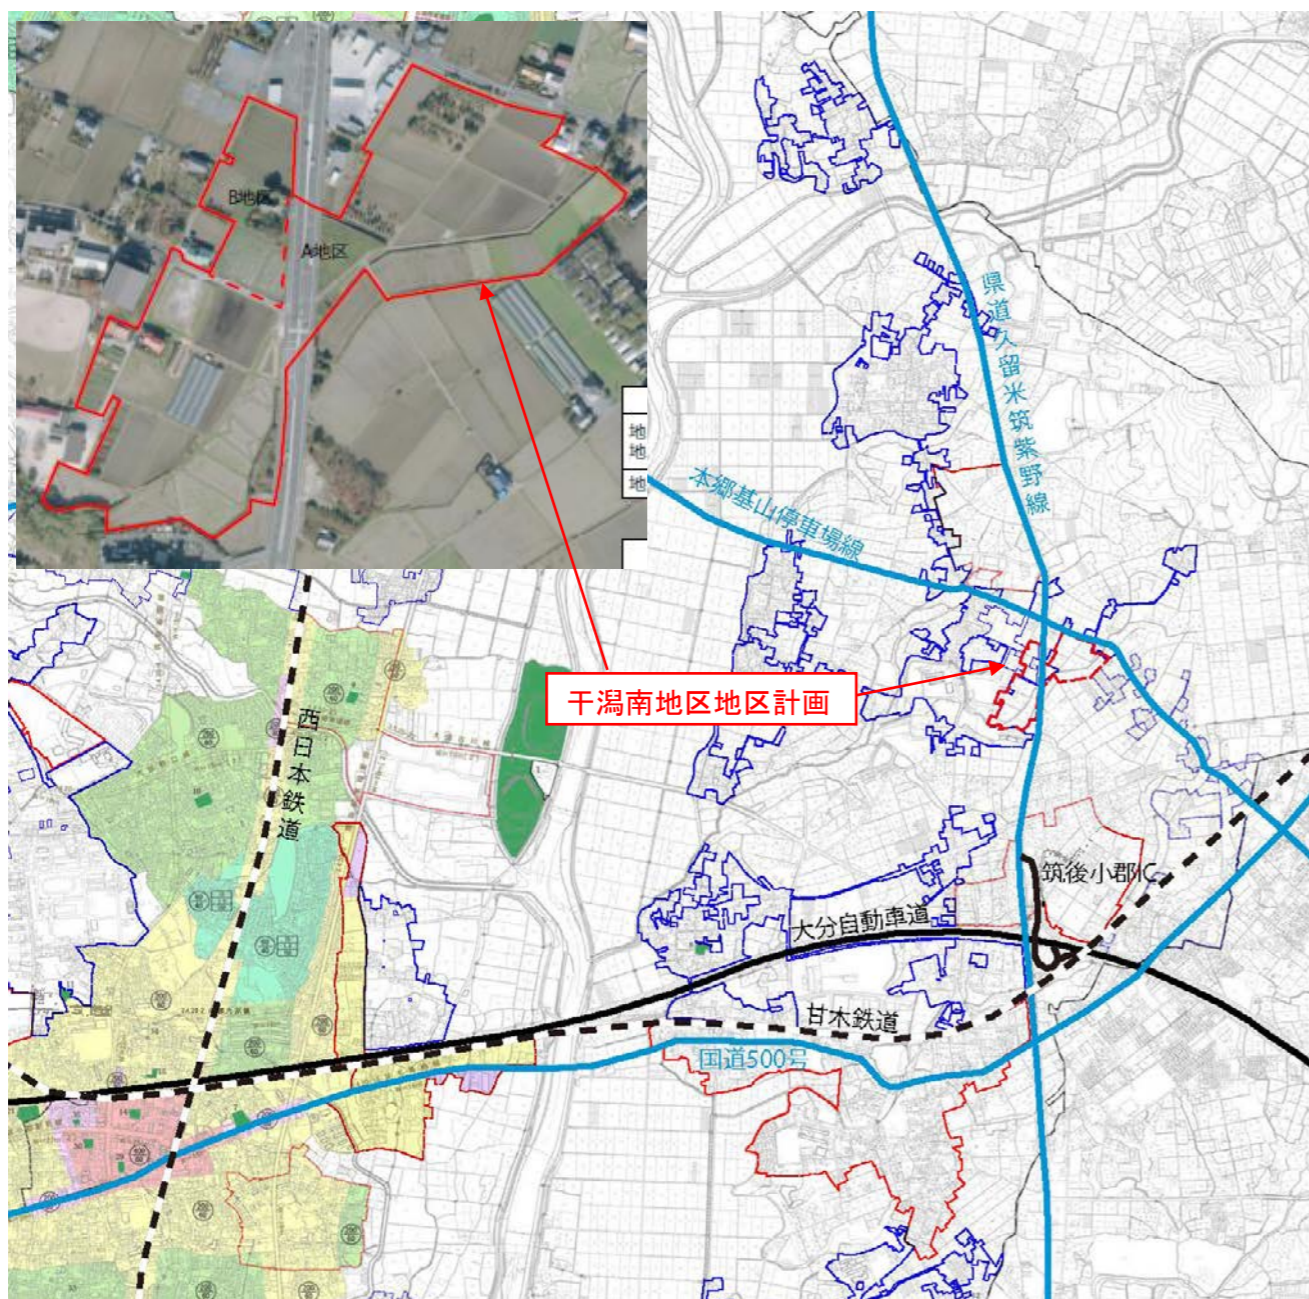 B地区
A地区
地
地
地
県道久留米筑紫野線
本郷基山停車場線
干潟南地区地区計画
西日本鉄道
筑後小郡IC
大分自動車道
甘木鉄道
国道500号